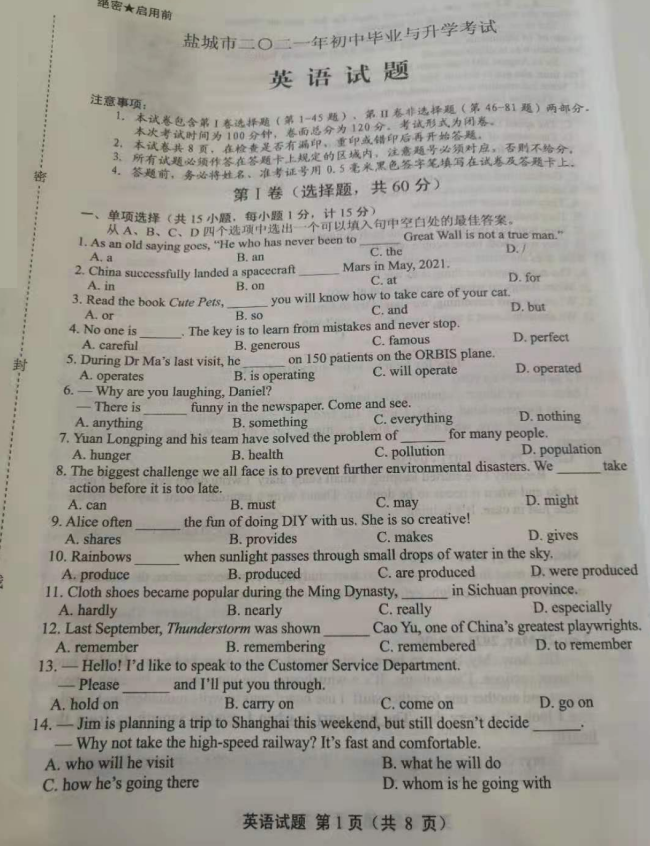 绝密★启用前
盐城市二〇二一年初中毕业与升学考试
英语试题
注意事项:
1. 本试卷包含第Ⅰ卷选择题（第1-45题）、第Ⅱ卷非选择题（第46-81题）两部分。
本次考试时间为100分钟，卷面总分为120分，考试形式为闭卷。
2. 本试卷共8页，在检查是否有漏印、重印或错印后再开始答题。
3. 所有试题必须作答在答题卡上规定的区域内，注意题号必须对应，否则不给分。
4. 答题前，务必将姓名、准考证号用0.5毫米黑色签字笔填写在试卷及答题卡上。
第Ⅰ卷（选择题，共60分）
一、单项选择（共15小题，每小题1分，计15分）
从A、B、C、D四个选项中选出一个可以填入句中空白处的最佳答案。
1. As an old saying goes, “He who has never been to ______ Great Wall is not a true man.”
A. a B. an C. the D. /
2. China successfully landed a spacecraft ______ Mars in May, 2021.
A. in B. on C. at D. for
3. Read the book Cute Pets, ______ you will know how to take care of your cat.
A. or B. so C. and D. but
4. No one is ______. The key is to learn from mistakes and never stop.
A. careful B. generous C. famous D. perfect
5. During Dr Ma’s last visit, he ______ on 150 patients on the ORBIS plane.
A. operates B. is operating C. will operate D. operated
6. — Why are you laughing, Daniel?
— There is ______ funny in the newspaper. Come and see.
A. anything B. something C. everything D. nothing
7. Yuan Longping and his team have solved the problem of ______ for many people.
A. hunger B. health C. pollution D. population
8. The biggest challenge we all face is to prevent further environmental disasters. We ______ take
action before it is too late.
A. can B. must C. may D. might
9. Alice often ______ the fun of doing DIY with us. She is so creative!
A. shares B. provides C. makes D. gives
10. Rainbows ______ when sunlight passes through small drops of water in the sky.
A. produce B. produced C. are produced D. were produced
11. Cloth shoes became popular during the Ming Dynasty, ______ in Sichuan province.
A. hardly B. nearly C. really D. especially
12. Last September, Thunderstorm was shown ______ Cao Yu, one of China’s greatest playwrights.
A. remember B. remembering C. remembered D. to remember
13. — Hello! I’d like to speak to the Customer Service Department.
— Please ______ and I’ll put you through.
A. hold on B. carry on C. come on D. go on
14. — Jim is planning a trip to Shanghai this weekend, but still doesn’t decide ______.
— Why not take the high-speed railway? It’s fast and comfortable.
A. who will he visit B. what he will do
C. how he’s going there D. whom is he going with
英语试题 第1页（共 8 页）
密
封